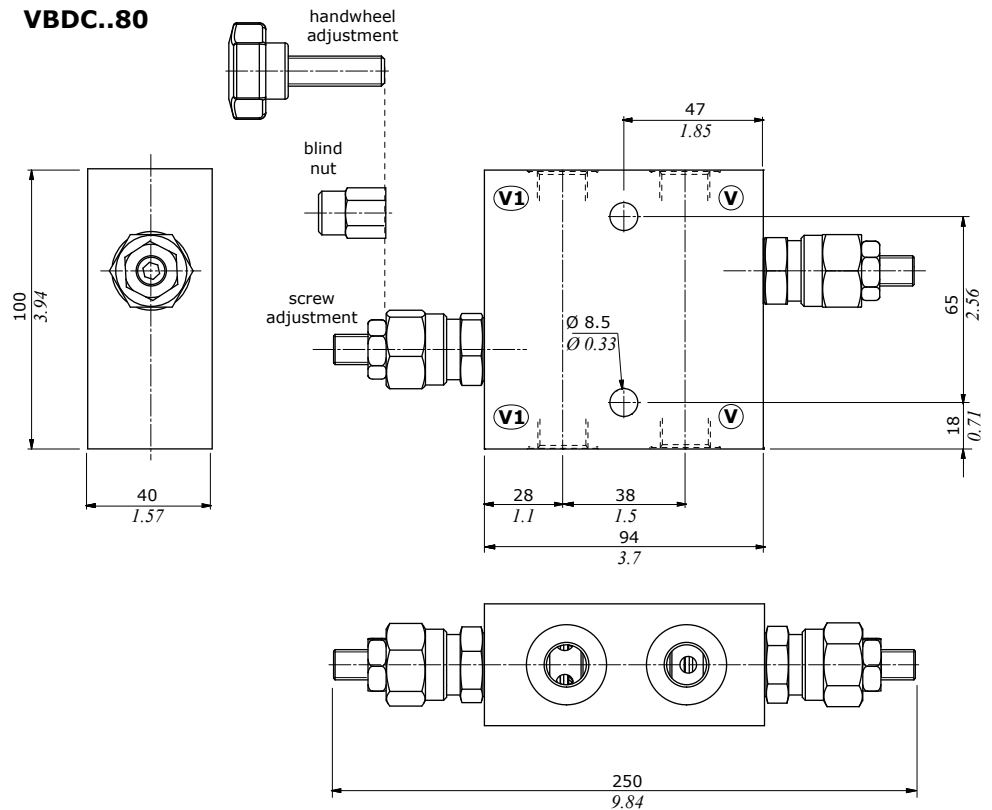 VBDC..80
handwheel
adjustment
47
1.85
blind
nut
V1
V
100
3.94
screw
adjustment
Ø 8.5
Ø 0.33
65
2.56
V1
V
18
0.71
40
1.57
28
1.1
38
1.5
94
3.7
250
9.84